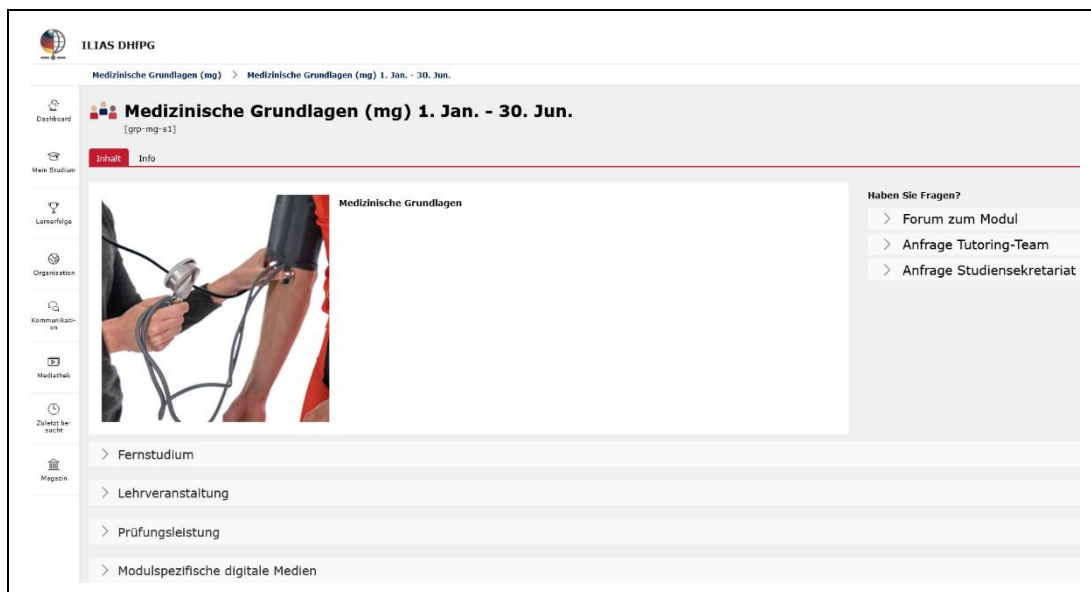 ILIAS DHfPG
Medizinische Grundlagen (mg) > Medizinische Grundlagen (mg) 1. Jan. - 30. Jun.
Dashboard
Mein Studium
Lernerfolge
Organisation
Kommunikati-
on
Mediathek
Zuletzt be-
sucht
Magazin
Medizinische Grundlagen (mg) 1. Jan. - 30. Jun.
[grp-mg-s1]
Inhalt Info
Medizinische Grundlagen
Fernstudium
Lehrveranstaltung
Prüfungsleistung
Modulspezifische digitale Medien
Haben Sie Fragen?
Forum zum Modul
Anfrage Tutoring-Team
Anfrage Studiensekretariat